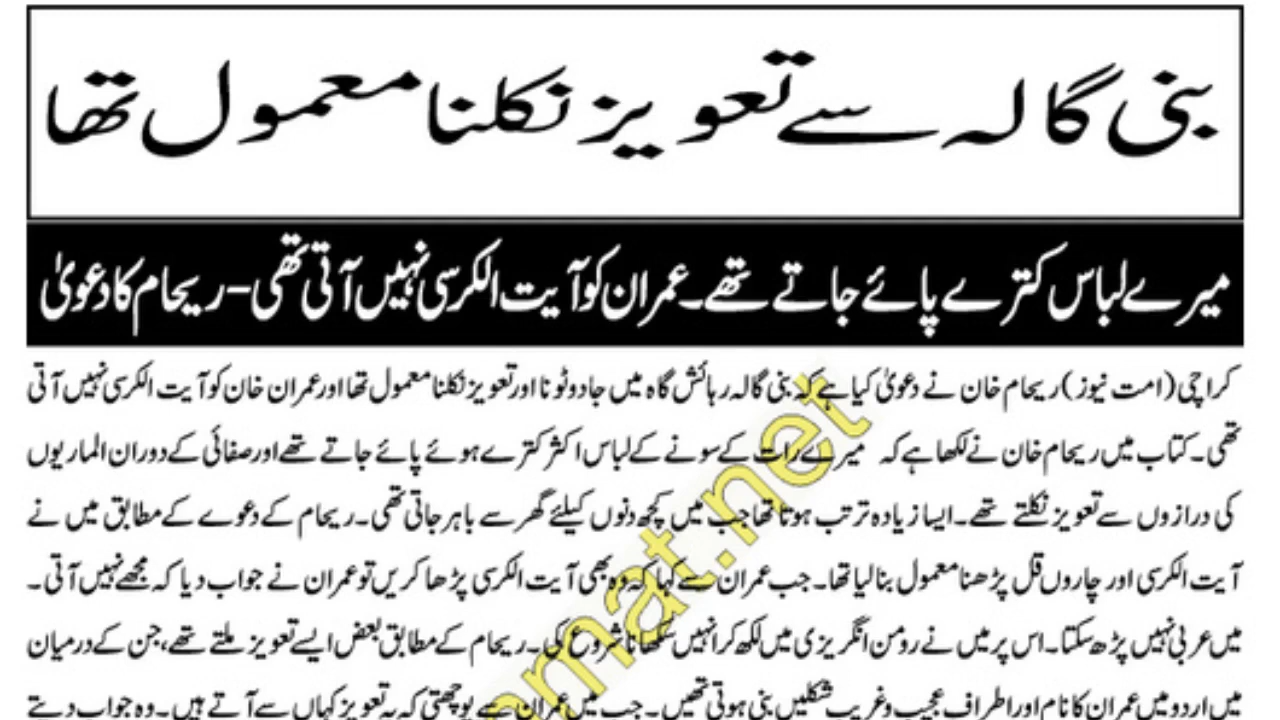 بنی گالہ سے تعویز نکلنا معمول تھا
میرے لباس کترے پائے جاتے تھے۔عمران کو آیت الکرسی نہیں آتی تھی-ریحام کا دعویٰ
کراچی(امت نیوز)ریحام خان نے دعویٰ کیا ہے کہ بنی گالہ رہائش گاہ میں جادو ٹونا اور تعویز نکلنا معمول تھا اور عمران خان کو آیت الکرسی نہیں آتی
تھی۔کتاب میں ریحام خان نے لکھا ہے کہ میرے رات کے سونے کے لباس اکثر کترے ہوئے پائے جاتے تھے اور صفائی کے دوران الماریوں
کی درازوں سے تعویز نکلتے تھے۔ایسا زیادہ تر تب ہوتا تھا جب میں کچھ دنوں کیلئے گھر سے باہر جاتی تھی۔ریحام کے دعوے کے مطابق میں نے
آیت الکرسی اور چاروں قل پڑھنا معمول بنا لیا تھا۔جب عمران سے کہا کہ وہ بھی آیت الکرسی پڑھا کریں تو عمران نے جواب دیا کہ مجھے نہیں آتی۔
میں عربی نہیں پڑھ سکتا۔اس پر میں نے رومن انگریزی میں لکھ کر انہیں سکھانا شروع کی۔ریحام کے مطابق بعض ایسے تعویز ملتے تھے،جن کے درمیان
میں اردو میں عمران کا نام اور اطراف عجیب و غریب شکلیں بنی ہوتی تھیں۔جب میں عمران سے پوچھتی کہ یہ تعویز کہاں سے آتے ہیں۔وہ جواب دیتے
mmat.net